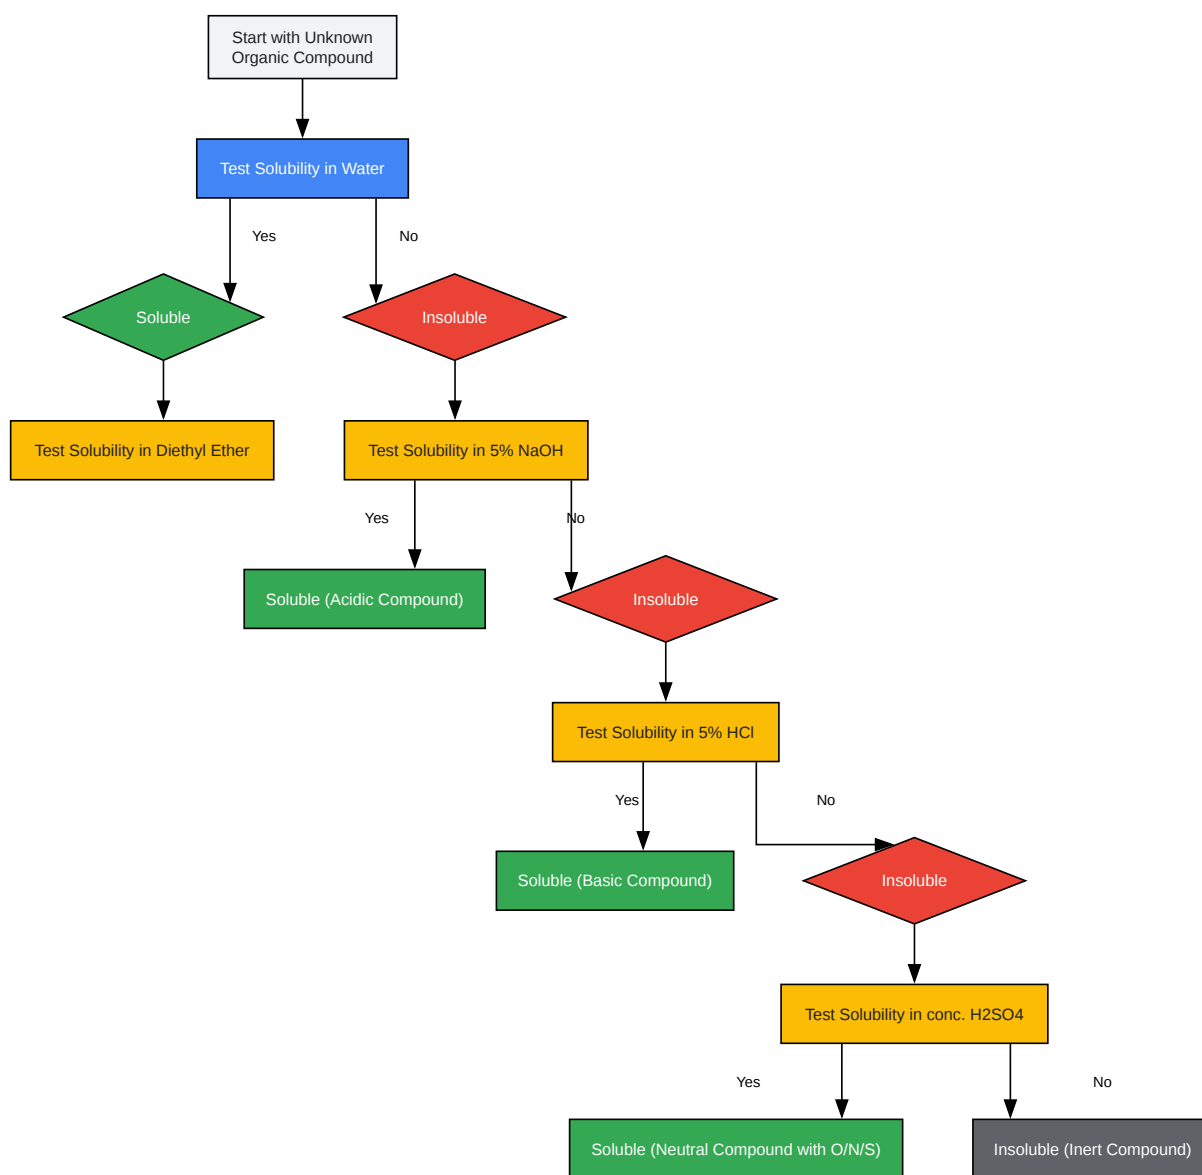 Start with Unknown
Organic Compound
Test Solubility in Water
Yes
No
Soluble
Insoluble
Test Solubility in Diethyl Ether
Test Solubility in 5% NaOH
Yes
No
Soluble (Acidic Compound)
Insoluble
Test Solubility in 5% HCl
Yes
No
Soluble (Basic Compound)
Insoluble
Test Solubility in conc. H2SO4
Yes
No
Soluble (Neutral Compound with O/N/S)
Insoluble (Inert Compound)